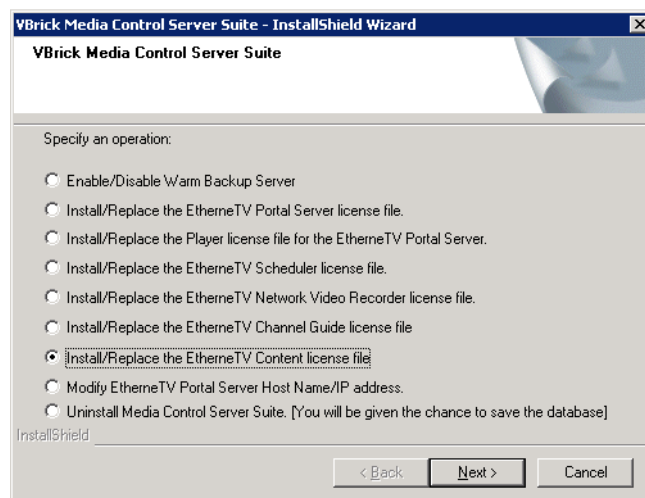 VBrick Media Control Server Suite - InstallShield Wizard
VBrick Media Control Server Suite
Specify an operation:
Enable/Disable Warm Backup Server
Install/Replace the EtherneTV Portal Server license file.
Install/Replace the Player license file for the EtherneTV Portal Server.
Install/Replace the EtherneTV Scheduler license file.
Install/Replace the EtherneTV Network Video Recorder license file.
Install/Replace the EtherneTV Channel Guide license file
Install/Replace the EtherneTV Content license file
Modify EtherneTV Portal Server Host Name/IP address.
Uninstall Media Control Server Suite. [You will be given the chance to save the database]
InstallShield
< Back Next > Cancel